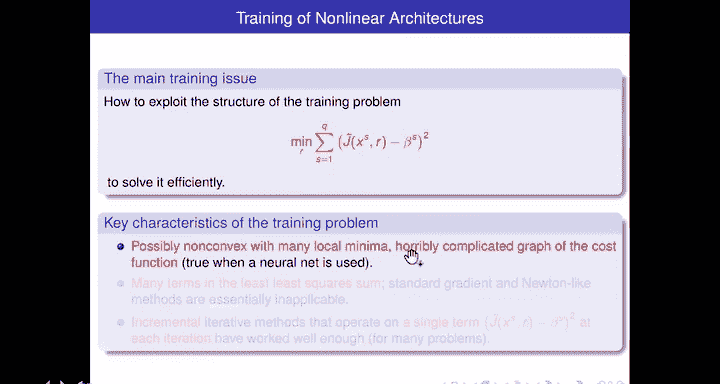 Training of Nonlinear Architectures
The main training issue
How to exploit the structure of the training problem
min_r ∑_{s=1}^{q} (J̃(x^s, r) − β^s)^2
to solve it efficiently.
Key characteristics of the training problem
Possibly nonconvex with many local minima, horribly complicated graph of the cost
function (true when a neural net is used).
Many terms in the least least squares sum; standard gradient and Newton-like
methods are essentially inapplicable.
Incremental iterative methods that operate on a single term (J̃(x^s, r) − β^s)^2 at
each iteration have worked well enough (for many problems).